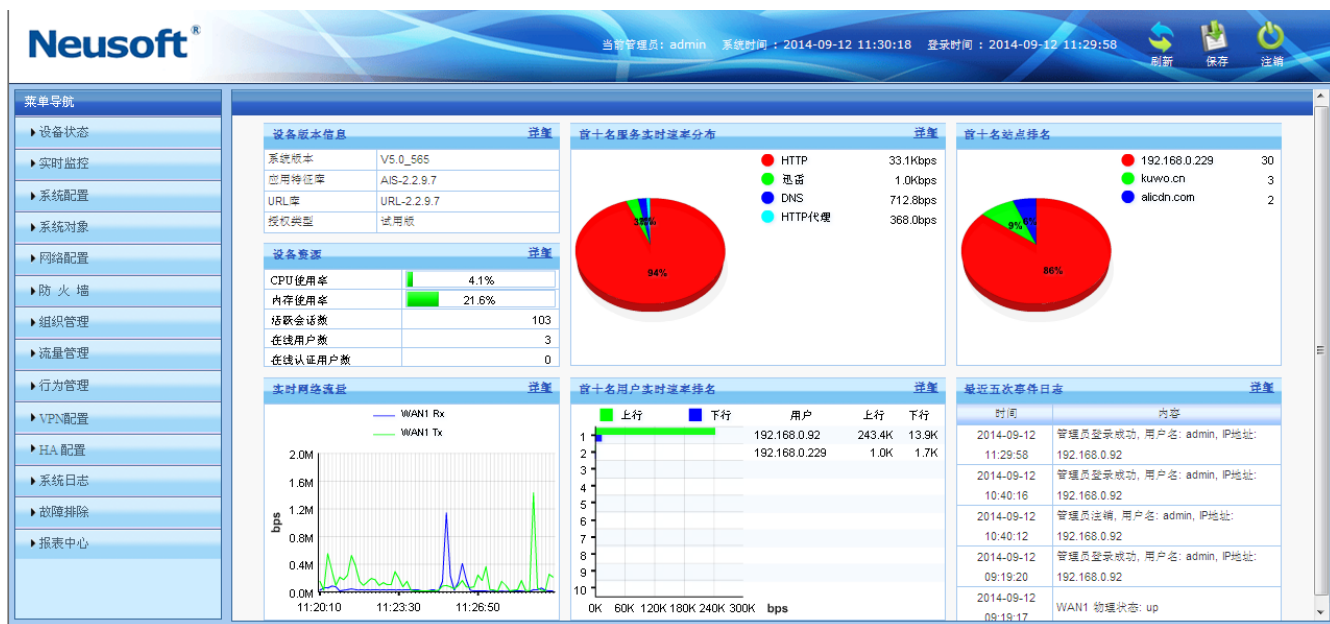 Neusoft®
当前管理员: admin 系统时间 : 2014-09-12 11:30:18 登录时间 : 2014-09-12 11:29:58
刷新 保存 注销
菜单导航
设备状态
实时监控
系统配置
系统对象
网络配置
防 火 墙
组织管理
流量管理
行为管理
VPN配置
HA 配置
系统日志
故障排除
报表中心
设备版本信息 详细
系统版本 V5.0_565
应用特征库 AIS-2.2.9.7
URL库 URL-2.2.9.7
授权类型 试用版
设备资源 详细
CPU使用率 4.1%
内存使用率 21.6%
活跃会话数 103
在线用户数 3
在线认证用户数 0
前十名服务实时速率分布 详细
HTTP 33.1Kbps
迅雷 1.0Kbps
DNS 712.8bps
HTTP代理 368.0bps
94%
前十名站点排名
192.168.0.229 30
kuwo.cn 3
alicdn.com 2
9% 6%
86%
实时网络流量 详细
WAN1 Rx
WAN1 Tx
bps
2.0M
1.6M
1.2M
0.8M
0.4M
0.0M
11:20:10 11:23:30 11:26:50
前十名用户实时速率排名 详细
上行 下行 用户 上行 下行
1 192.168.0.92 243.4K 13.9K
2 192.168.0.229 1.0K 1.7K
3
4
5
6
7
8
9
10
0K 60K 120K 180K 240K 300K bps
最近五次事件日志 详细
时间 内容
2014-09-12 11:29:58 管理员登录成功, 用户名: admin, IP地址:
192.168.0.92
2014-09-12 10:40:16 管理员登录成功, 用户名: admin, IP地址:
192.168.0.92
2014-09-12 10:40:12 管理员注销, 用户名: admin, IP地址:
192.168.0.92
2014-09-12 09:19:20 管理员登录成功, 用户名: admin, IP地址:
192.168.0.92
2014-09-12 09:19:17 WAN1 物理状态: up